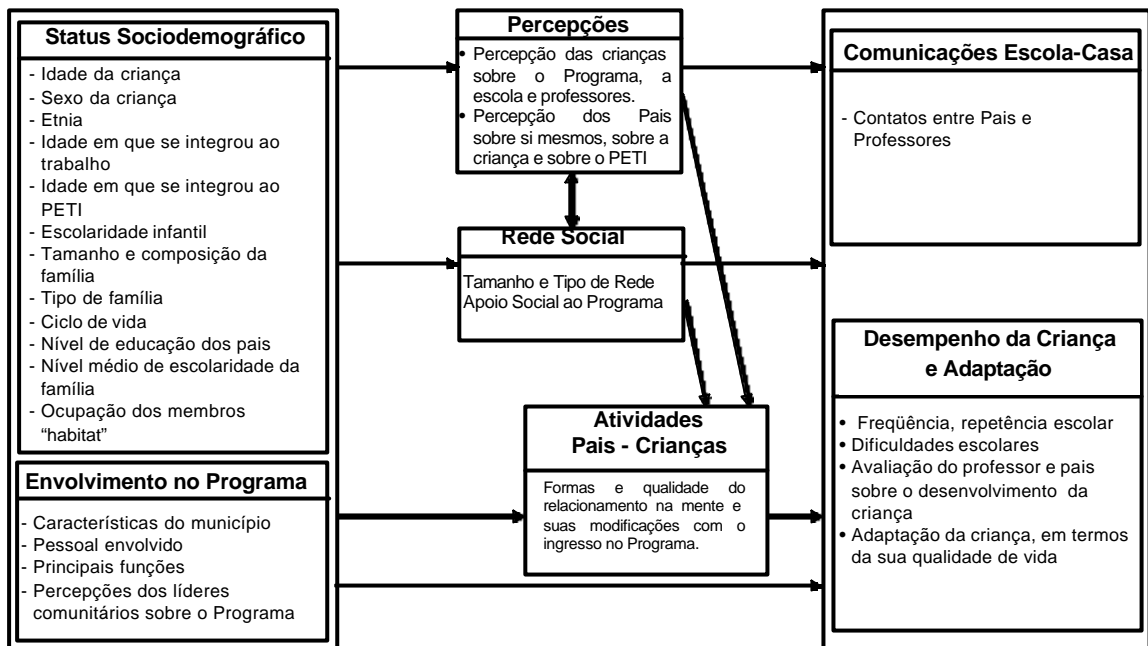 Status Sociodemográfico
- Idade da criança
- Sexo da criança
- Etnia
- Idade em que se integrou ao
trabalho
- Idade em que se integrou ao
PETI
- Escolaridade infantil
- Tamanho e composição da
família
- Tipo de família
- Ciclo de vida
- Nível de educação dos pais
- Nível médio de escolaridade da
família
- Ocupação dos membros
“habitat”
Envolvimento no Programa
- Características do município
- Pessoal envolvido
- Principais funções
- Percepções dos líderes
comunitários sobre o Programa
Percepções
• Percepção das crianças
sobre o Programa, a
escola e professores.
• Percepção dos Pais
sobre si mesmos, sobre a
criança e sobre o PETI
Rede Social
Tamanho e Tipo de Rede
Apoio Social ao Programa
Atividades
Pais - Crianças
Formas e qualidade do
relacionamento na mente e
suas modificações com o
ingresso no Programa.
Comunicações Escola-Casa
- Contatos entre Pais e
Professores
Desempenho da Criança
e Adaptação
• Freqüência, repetência escolar
• Dificuldades escolares
• Avaliação do professor e pais
sobre o desenvolvimento da
criança
• Adaptação da criança, em termos
da sua qualidade de vida